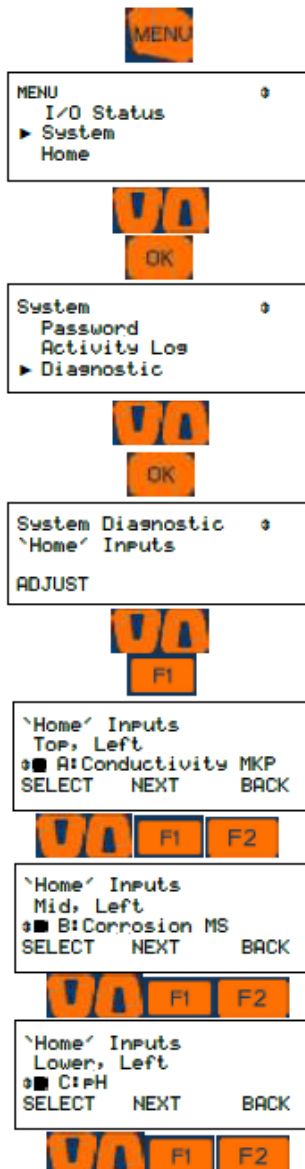 MENU
MENU ⇕
I/O Status
► System
Home
OK
System ⇕
Password
Activity Log
► Diagnostic
OK
System Diagnostic ⇕
`Home´ Inputs
ADJUST
F1
`Home´ Inputs
Top, Left
⇕■ A:Conductivity MKP
SELECT NEXT BACK
F1 F2
`Home´ Inputs
Mid, Left
⇕■ B:Corrosion MS
SELECT NEXT BACK
F1 F2
`Home´ Inputs
Lower, Left
⇕■ C:pH
SELECT NEXT BACK
F1 F2